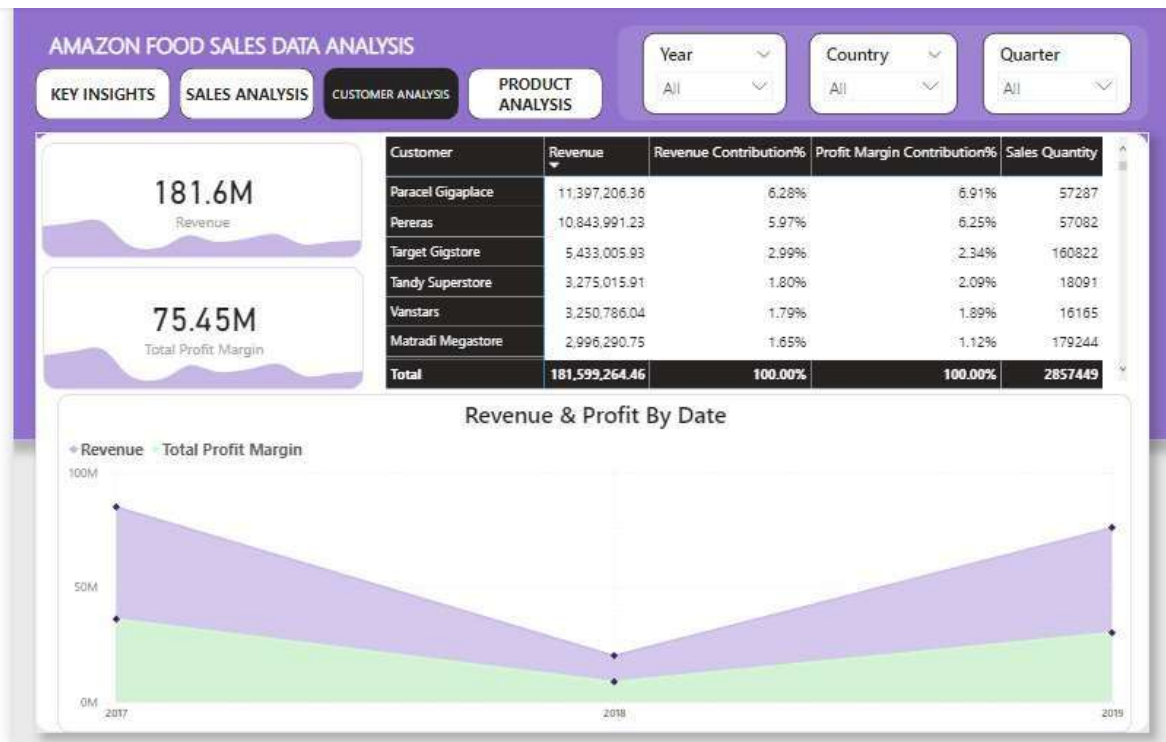 AMAZON FOOD SALES DATA ANALYSIS
KEY INSIGHTS
SALES ANALYSIS
CUSTOMER ANALYSIS
PRODUCT
ANALYSIS
Year
All
Country
All
Quarter
All
181.6M
Revenue
75.45M
Total Profit Margin
Customer Revenue Revenue Contribution% Profit Margin Contribution% Sales Quantity
Paracel Gigaplace 11,397,206.36 6.28% 6.91% 57287
Pereras 10,843,991.23 5.97% 6.25% 57082
Target Gigstore 5,433,005.93 2.99% 2.34% 160822
Tandy Superstore 3,275,015.91 1.80% 2.09% 18091
Vanstars 3,250,786.04 1.79% 1.89% 16165
Matradi Megastore 2,996,290.75 1.65% 1.12% 179244
Total 181,599,264.46 100.00% 100.00% 2857449
Revenue & Profit By Date
Revenue Total Profit Margin
100M
50M
0M
2017 2018 2019